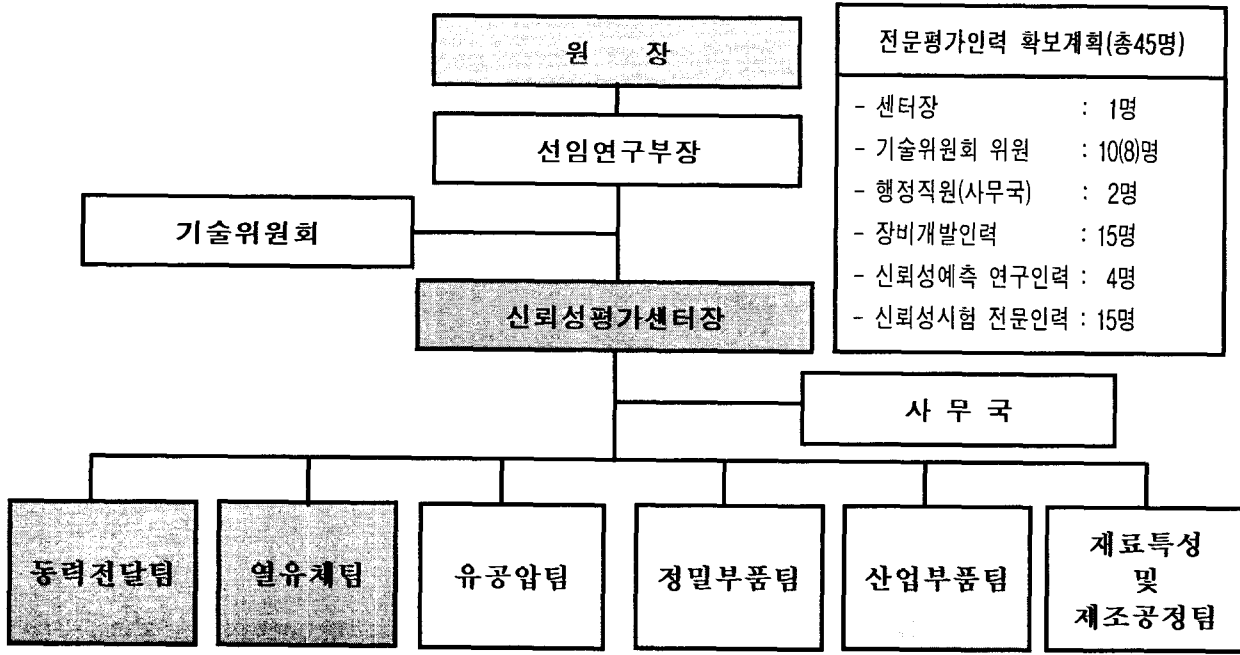 원 장
전문평가인력 확보계획(총45명)
- 센터장 : 1명
- 기술위원회 위원 : 10(8)명
- 행정직원(사무국) : 2명
- 장비개발인력 : 15명
- 신뢰성예측 연구인력 : 4명
- 신뢰성시험 전문인력 : 15명
선임연구부장
기술위원회
신뢰성평가센터장
사 무 국
동력전달팀
열유체팀
유공압팀
정밀부품팀
산업부품팀
재료특성
및
제조공정팀